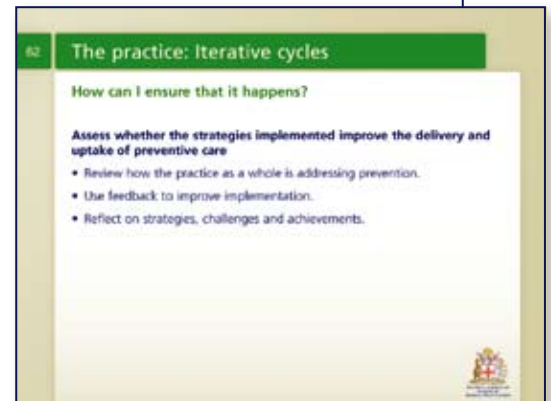 62
The practice: Iterative cycles
How can I ensure that it happens?
Assess whether the strategies implemented improve the delivery and
uptake of preventive care
• Review how the practice as a whole is addressing prevention.
• Use feedback to improve implementation.
• Reflect on strategies, challenges and achievements.